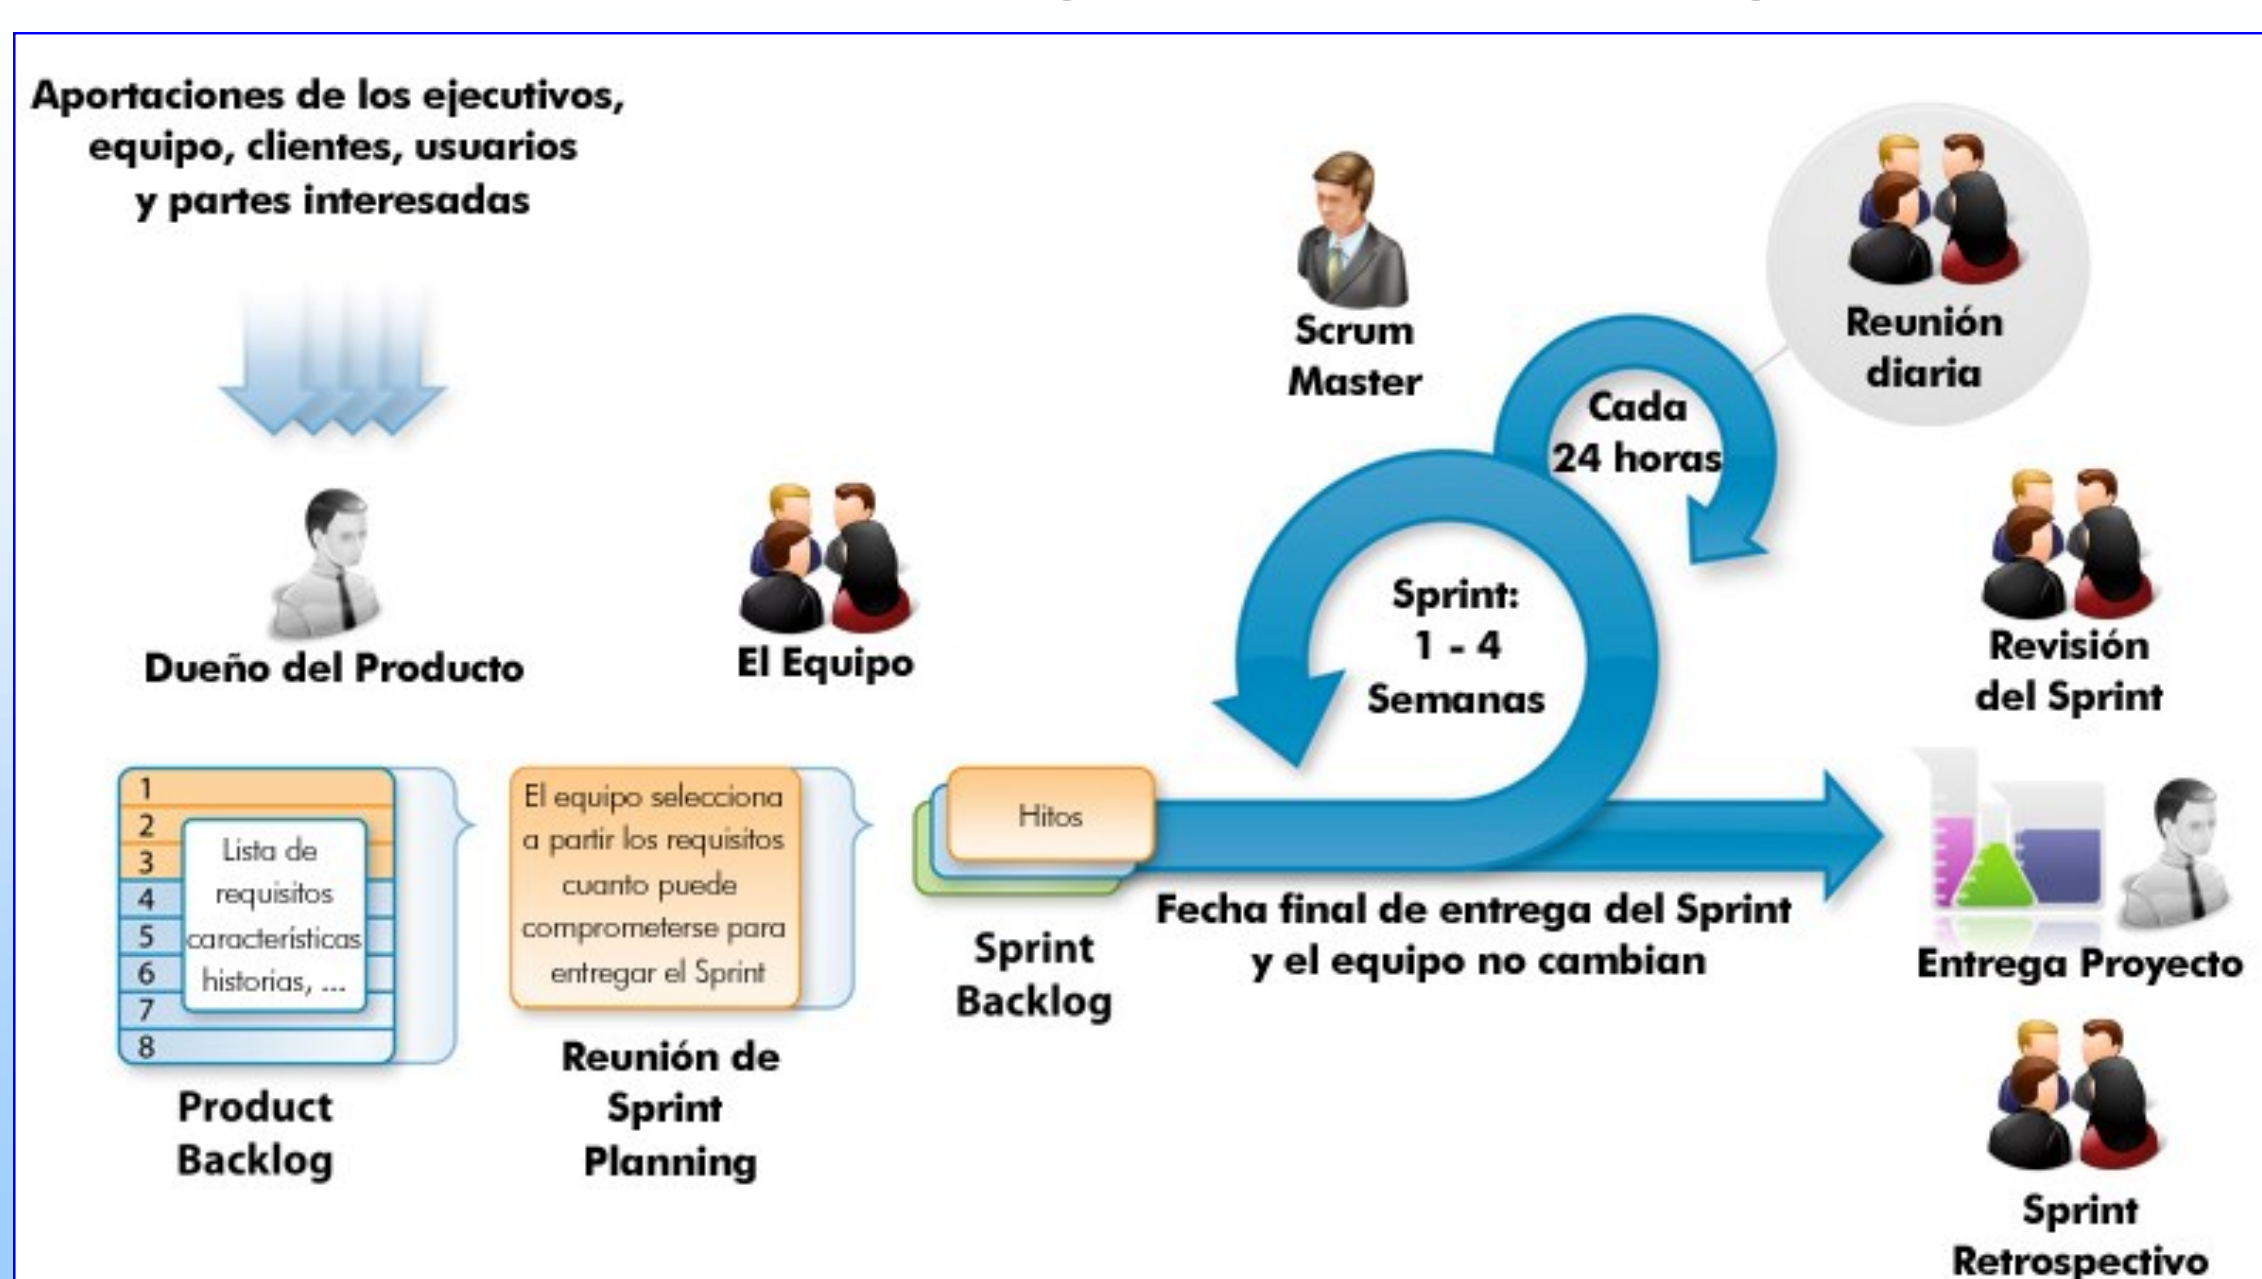 Aportaciones de los ejecutivos,
equipo, clientes, usuarios
y partes interesadas
Dueño del Producto
El Equipo
Scrum
Master
Cada
24 horas
Reunión
diaria
Sprint:
1 - 4
Semanas
Revisión
del Sprint
1
2
3
4
5
6
7
8
Lista de
requisitos
características
historias, ...
Product
Backlog
El equipo selecciona
a partir los requisitos
cuanto puede
comprometerse para
entregar el Sprint
Reunión de
Sprint
Planning
Hitos
Sprint
Backlog
Fecha final de entrega del Sprint
y el equipo no cambian
Entrega Proyecto
Sprint
Retrospectivo